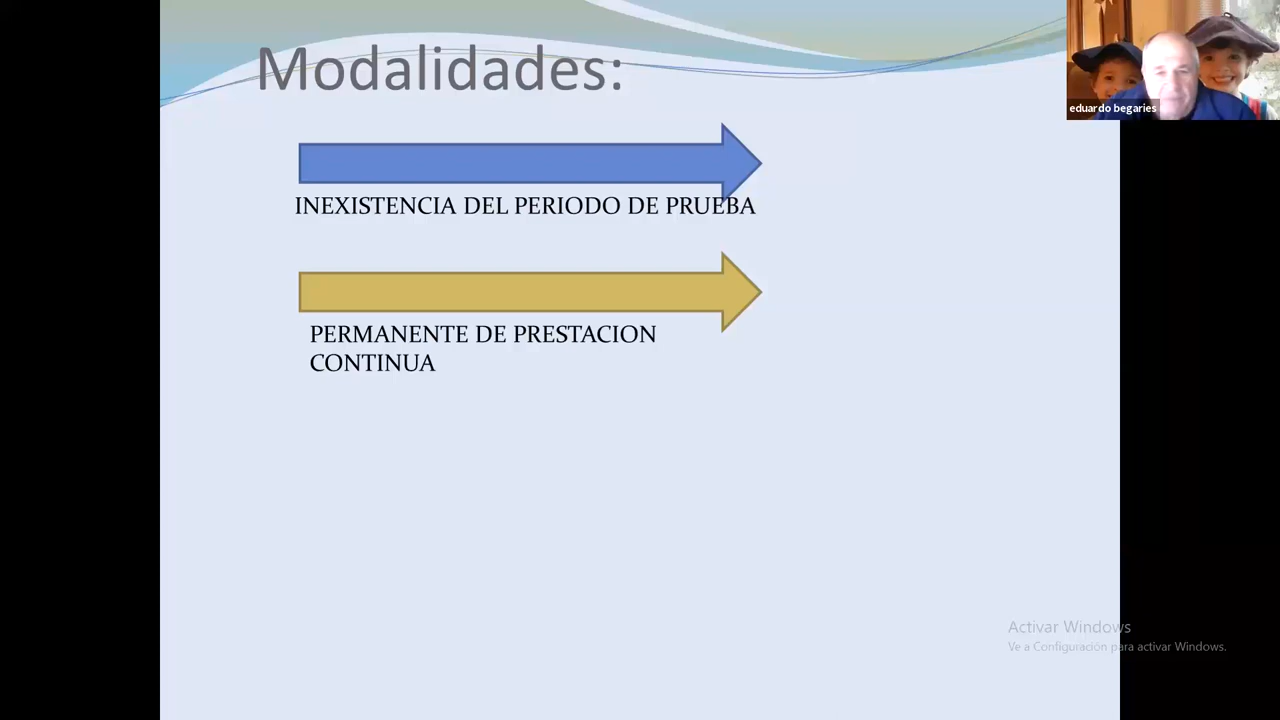 Modalidades:
eduardo begaries
INEXISTENCIA DEL PERIODO DE PRUEBA
PERMANENTE DE PRESTACION
CONTINUA
Activar Windows
Ve a Configuración para activar Windows.